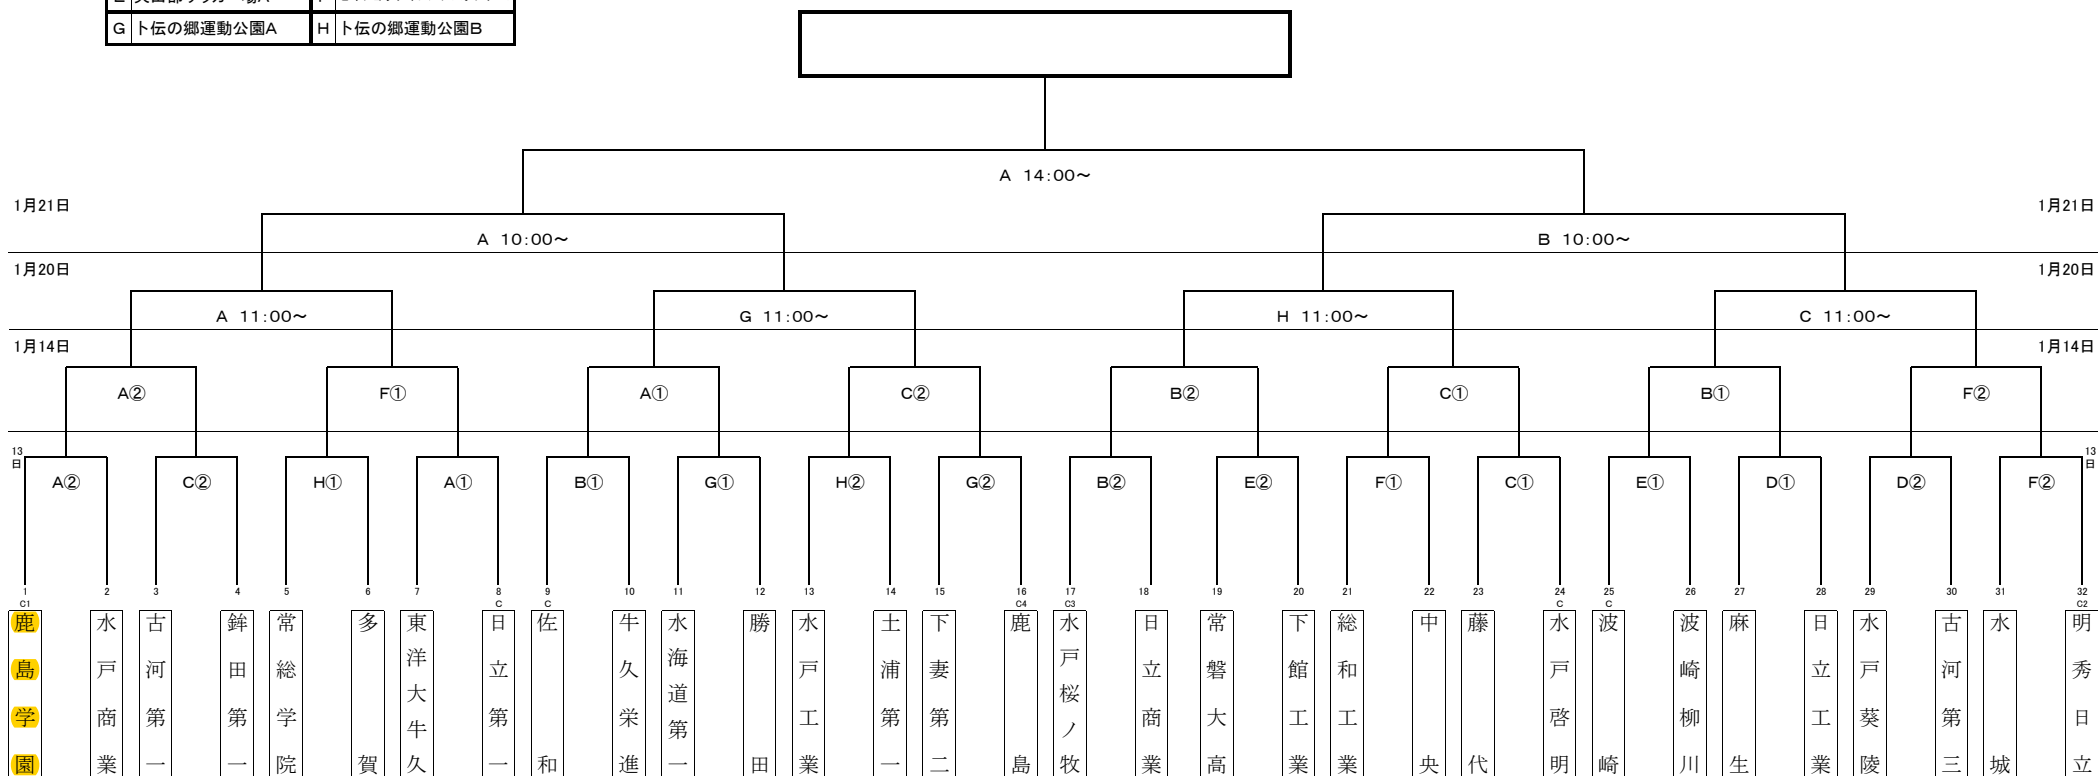 G ト伝の郷運動公園A H ト伝の郷運動公園B
A 14:00～
1月21日 1月21日
A 10:00～ B 10:00～
1月20日 1月20日
A 11:00～ G 11:00～ H 11:00～ C 11:00～
1月14日 1月14日
A② F① A① C② B② C① B① F②
13日 13日
A② C② H① A① B① G① H② G② B② E② F① C① E① D① D② F②
1 2 3 4 5 6 7 8 9 10 11 12 13 14 15 16 17 18 19 20 21 22 23 24 25 26 27 28 29 30 31 32
C1 C C C4 C3 C C C2
鹿島学園
水戸商業
古河第一
鉾田第一
常総学院
多賀
東洋大牛久
日立第一
佐和
牛久栄進
水海道第一
勝田
水戸工業
土浦第一
下妻第二
鹿島
水戸桜ノ牧
日立商業
常磐大高
下館工業
総和工業
中央
藤代
水戸啓明
波崎
波崎柳川
麻生
日立工業
水戸葵陵
古河第三
水城
明秀日立